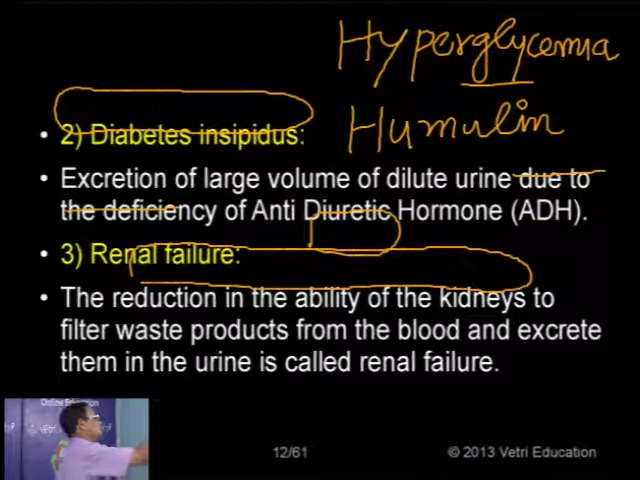 Hyperglycemia
Humulin
• 2) Diabetes insipidus:
• Excretion of large volume of dilute urine due to
the deficiency of Anti Diuretic Hormone (ADH).
• 3) Renal failure:
• The reduction in the ability of the kidneys to
filter waste products from the blood and excrete
them in the urine is called renal failure.
Online Education
12/61
© 2013 Vetri Education